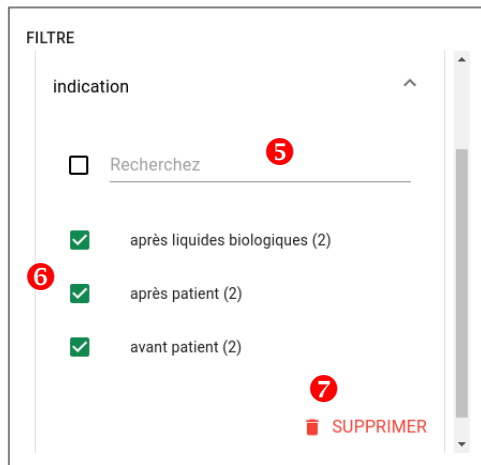 FILTRE
indication
Recherchez
5
après liquides biologiques (2)
6
après patient (2)
avant patient (2)
7
SUPPRIMER